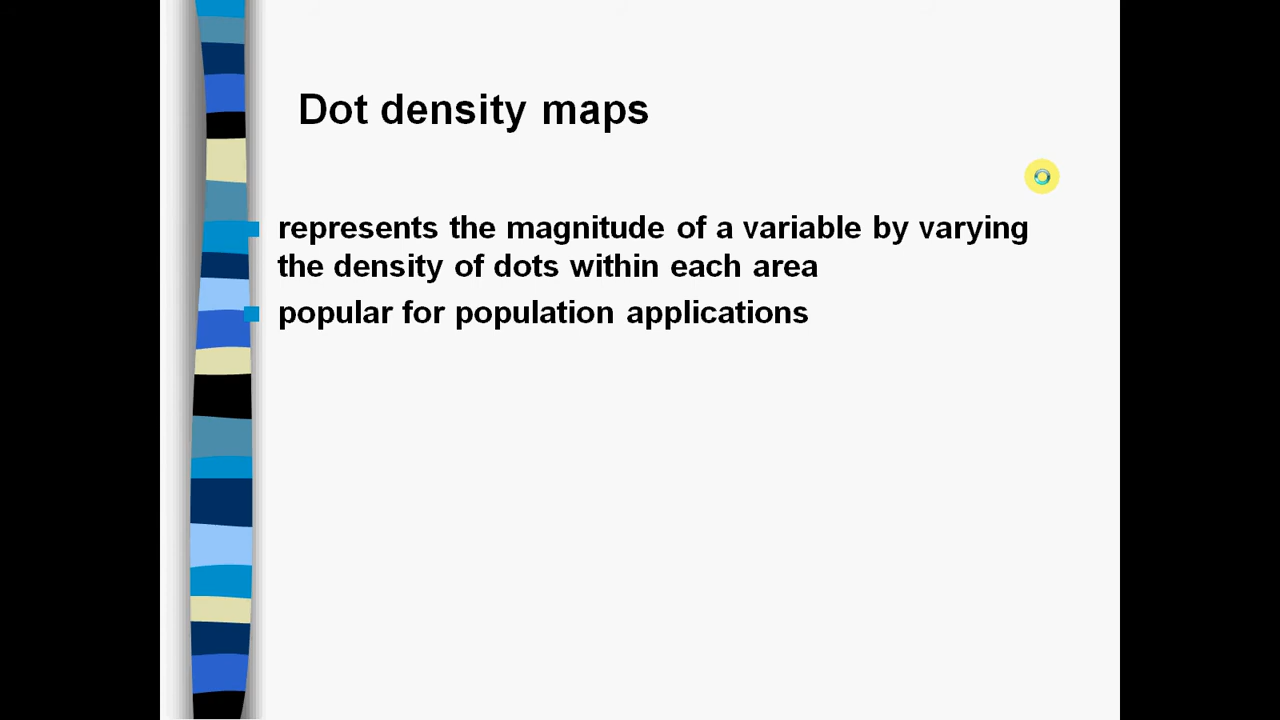 Dot density maps
represents the magnitude of a variable by varying
the density of dots within each area
popular for population applications